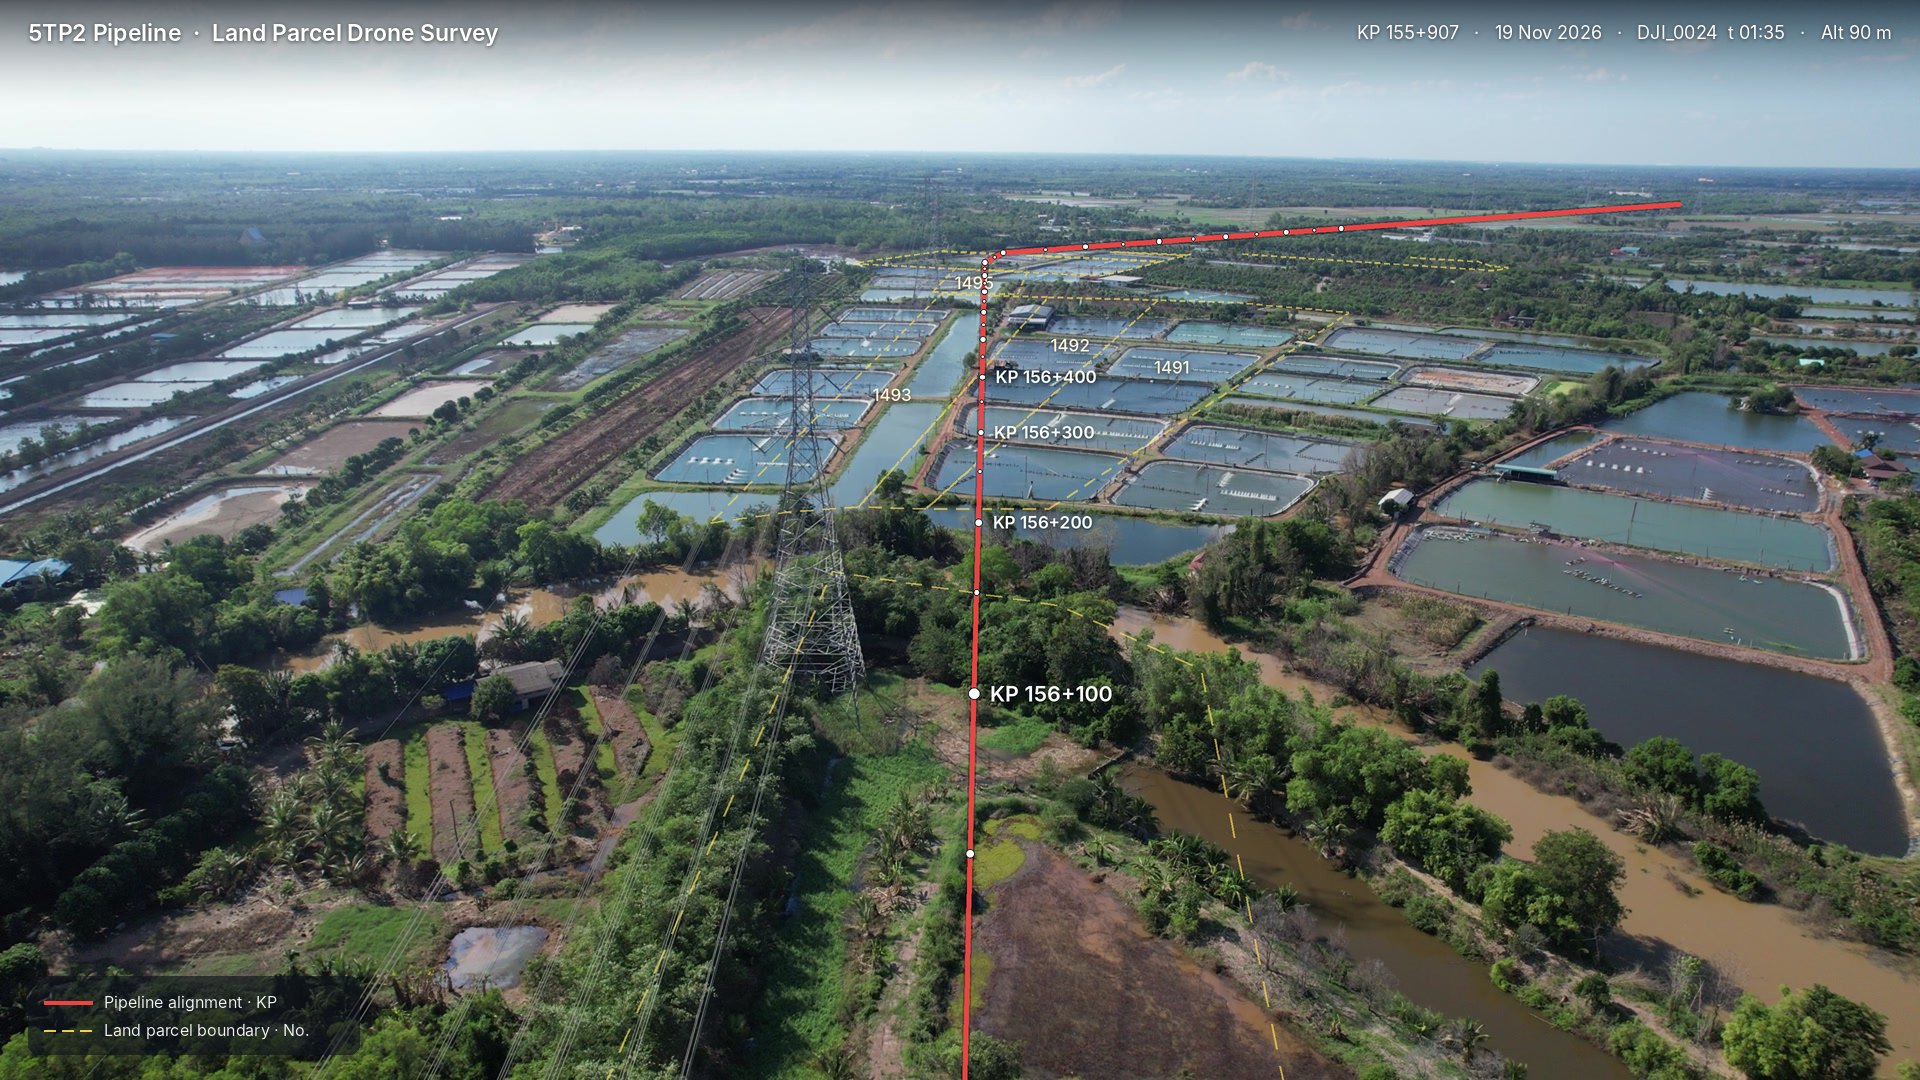 5TP2 Pipeline · Land Parcel Drone Survey
KP 155+907 · 19 Nov 2026 · DJI_0024 t 01:35 · Alt 90 m
1495
1492
1491
KP 156+400
1493
KP 156+300
KP 156+200
KP 156+100
Pipeline alignment · KP
Land parcel boundary · No.